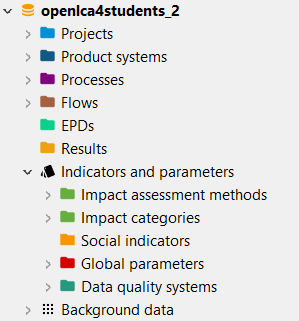 openlca4students_2
Projects
Product systems
Processes
Flows
EPDs
Results
Indicators and parameters
Impact assessment methods
Impact categories
Social indicators
Global parameters
Data quality systems
Background data